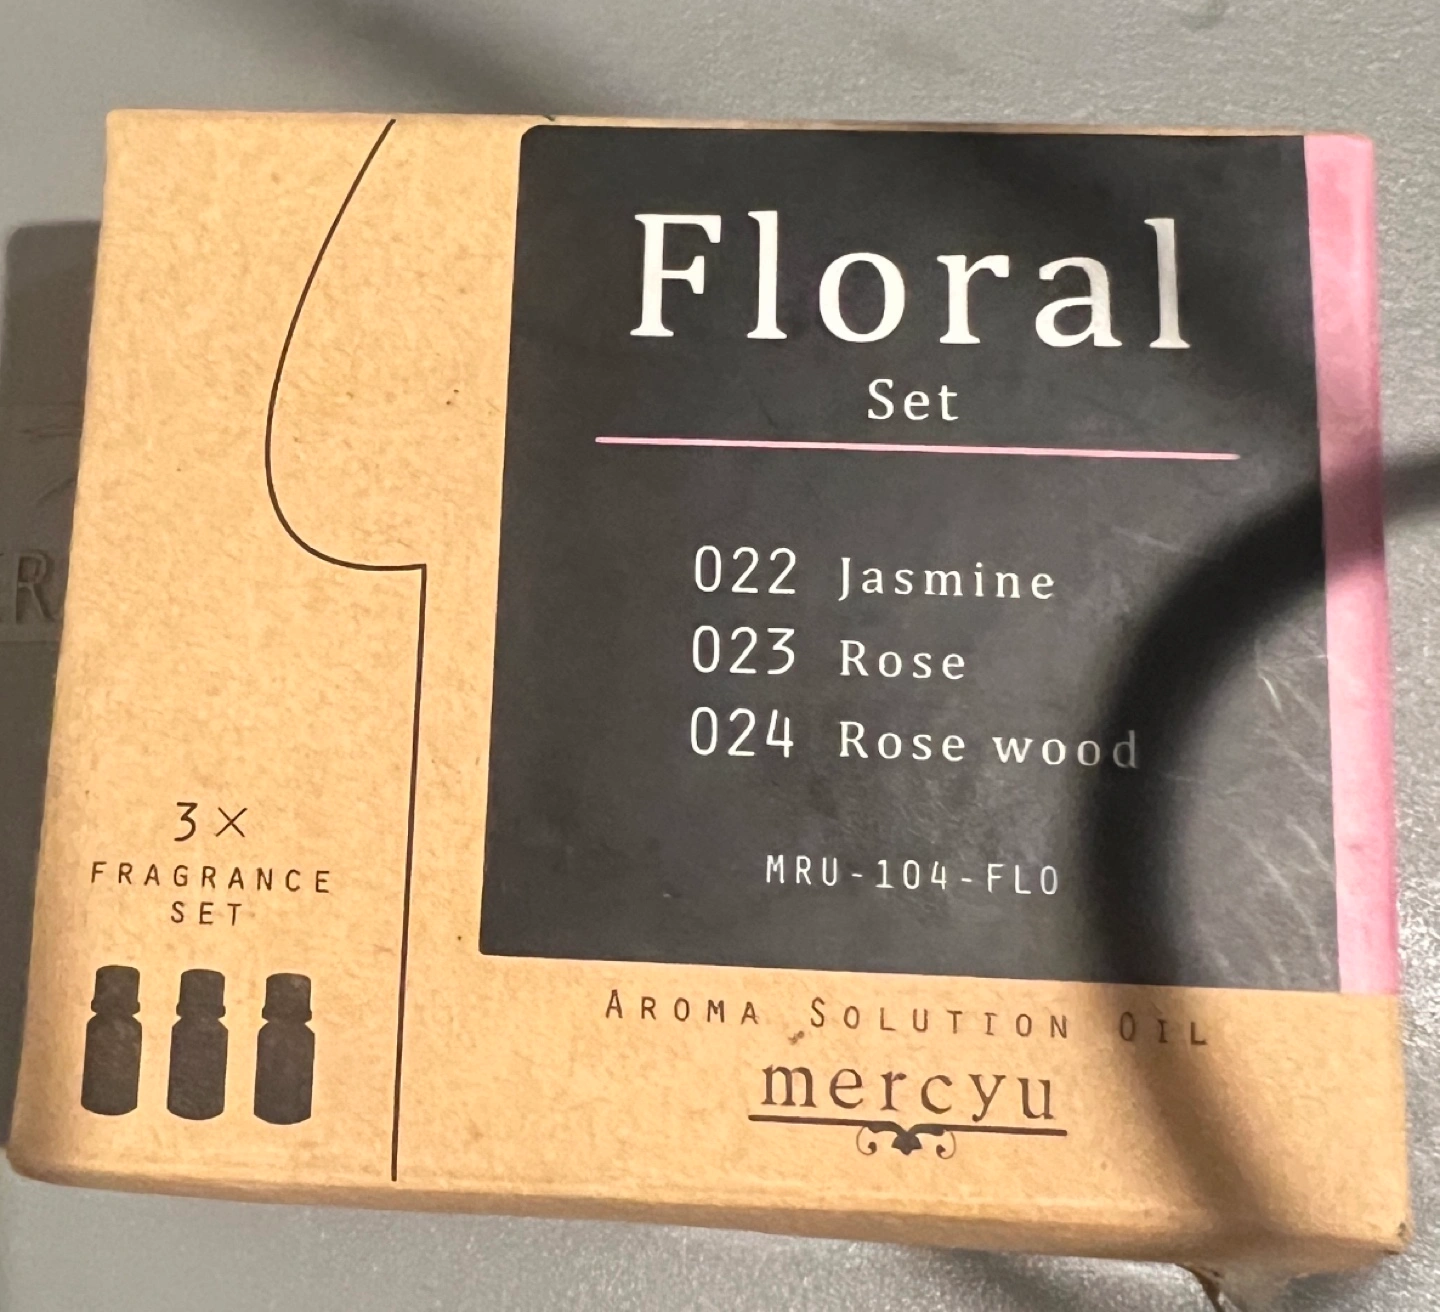 Floral
Set
022 Jasmine
023 Rose
024 Rose wood
MRU-104-FLO
3×
FRAGRANCE
SET
AROMA SOLUTION OIL
mercyu